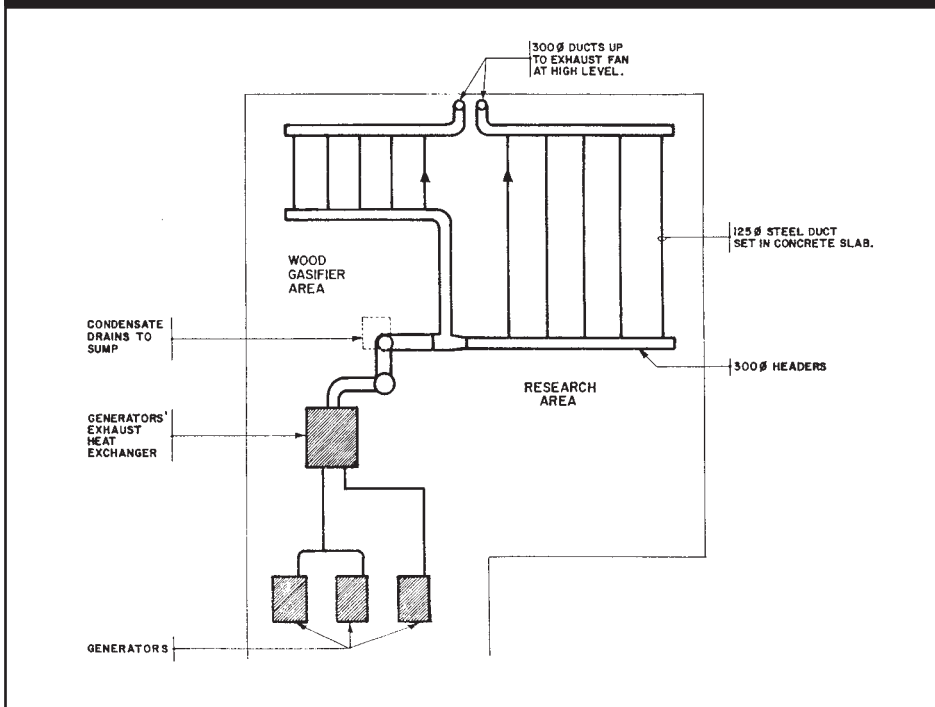 300Ø DUCTS UP
TO EXHAUST FAN
AT HIGH LEVEL.
125Ø STEEL DUCT
SET IN CONCRETE SLAB.
WOOD
GASIFIER
AREA
CONDENSATE
DRAINS TO
SUMP
300Ø HEADERS
RESEARCH
AREA
GENERATORS'
EXHAUST
HEAT
EXCHANGER
GENERATORS